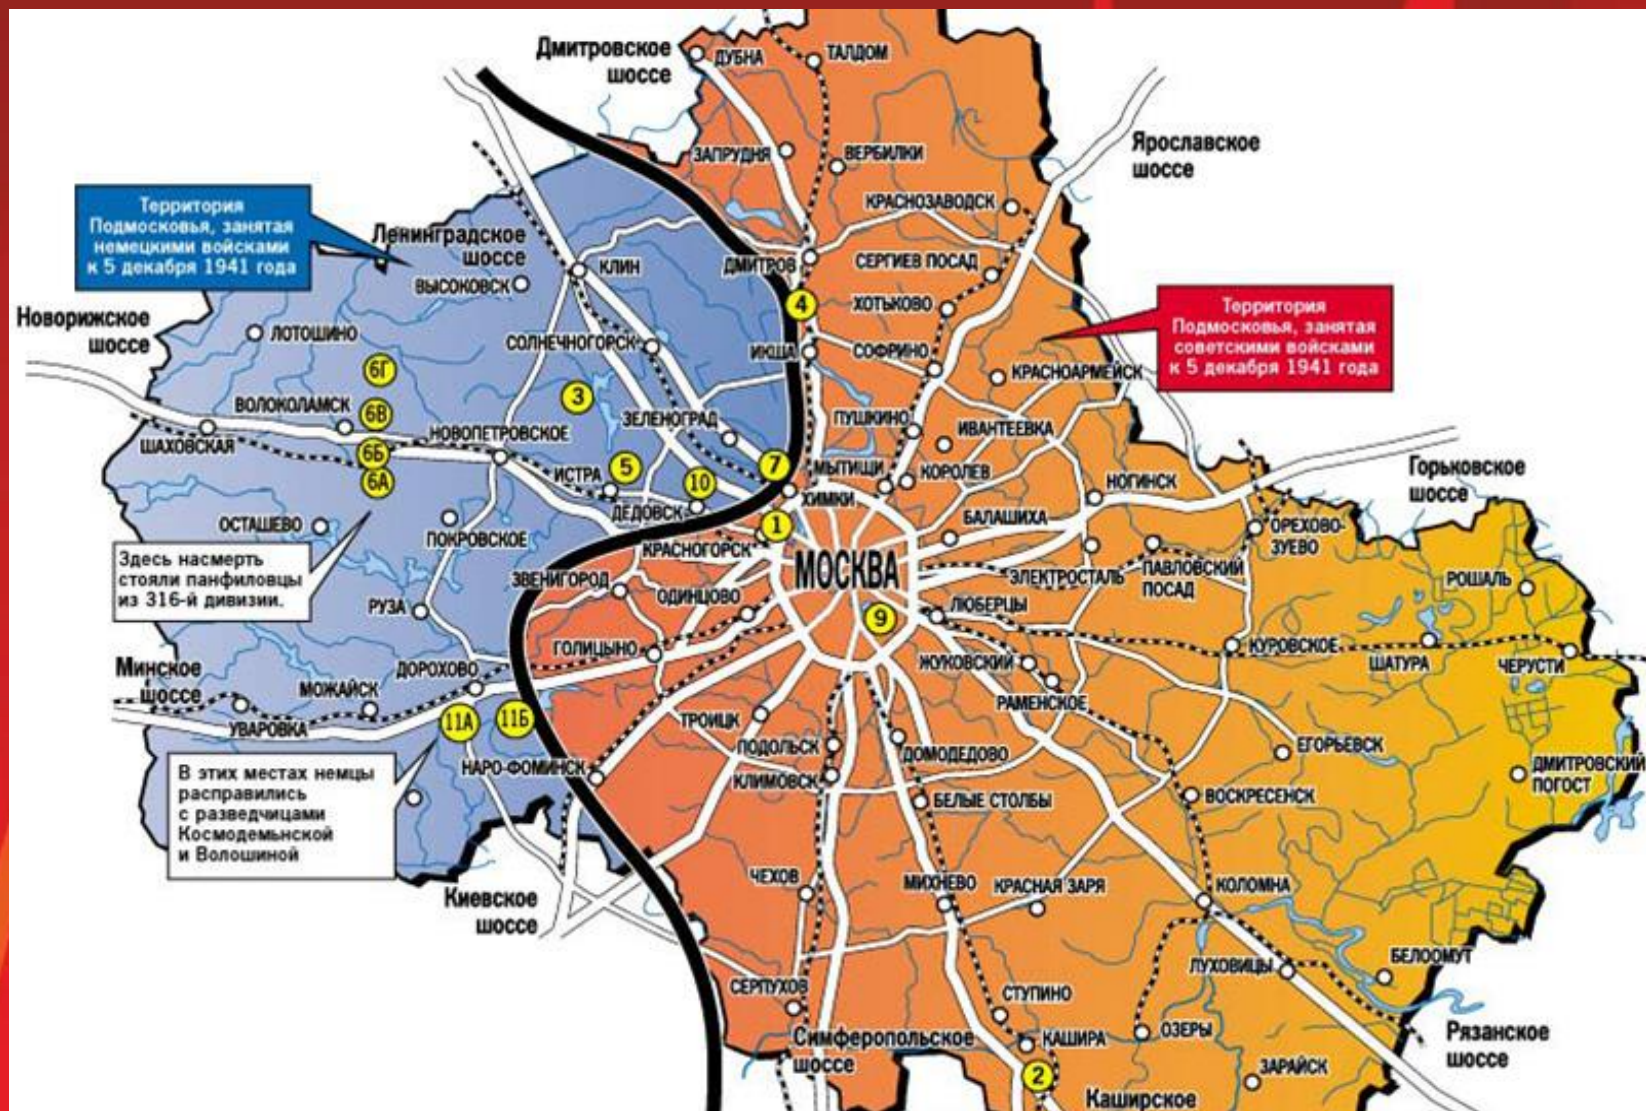 Дмитровское
шоссе
ДУБНА
ТАЛДОМ
Ярославское
шоссе
ЗАПРУДНЯ
ВЕРБИЛКИ
КРАСНОЗАВОДСК
Территория
Подмосковья, занятая
немецкими войсками
к 5 декабря 1941 года
Ленинградское
шоссе
ВЫСОКОВСК
КЛИН
ДМИТРОВ
СЕРГИЕВ ПОСАД
4
ХОТЬКОВО
Территория
Подмосковья, занятая
советскими войсками
к 5 декабря 1941 года
Новорижское
шоссе
ЛОТОШИНО
СОЛНЕЧНОГОРСК
ИКША
СОФРИНО
КРАСНОАРМЕЙСК
6Г
3
ВОЛОКОЛАМСК
6В
ЗЕЛЕНОГРАД
ПУШКИНО
ИВАНТЕЕВКА
ШАХОВСКАЯ
НОВОПЕТРОВСКОЕ
6Б
6А
ИСТРА
5
10
7
МЫТИЩИ
КОРОЛЕВ
НОГИНСК
Горьковское
шоссе
ХИМКИ
ДЕДОВСК
1
БАЛАШИХА
ОСТАШЕВО
ПОКРОВСКОЕ
КРАСНОГОРСК
ОРЕХОВО-
ЗУЕВО
Здесь насмерть
стояли панфиловцы
из 316-й дивизии.
ЗВЕНИГОРОД
МОСКВА
ЭЛЕКТРОСТАЛЬ
ПАВЛОВСКИЙ
ПОСАД
РОШАЛЬ
РУЗА
ОДИНЦОВО
9
ЛЮБЕРЦЫ
ГОЛИЦЫНО
ЖУКОВСКИЙ
КУРОВСКОЕ
ШАТУРА
ЧЕРУСТИ
Минское
шоссе
ДОРОХОВО
МОЖАЙСК
УВАРОВКА
11А
11Б
ТРОИЦК
РАМЕНСКОЕ
ПОДОЛЬСК
ДОМОДЕДОВО
ЕГОРЬЕВСК
НАРО-ФОМИНСК
КЛИМОВСК
ДМИТРОВСКИЙ
ПОГОСТ
В этих местах немцы
расправились
с разведчицами
Космодемьнской
и Волошиной
БЕЛЫЕ СТОЛБЫ
ВОСКРЕСЕНСК
Киевское
шоссе
ЧЕХОВ
МИХНЕВО
КРАСНАЯ ЗАРЯ
КОЛОМНА
ЛУХОВИЦЫ
БЕЛООМУТ
СЕРПУХОВ
СТУПИНО
Симферопольское
шоссе
КАШИРА
ОЗЕРЫ
Рязанское
шоссе
2
ЗАРАЙСК
Каширское